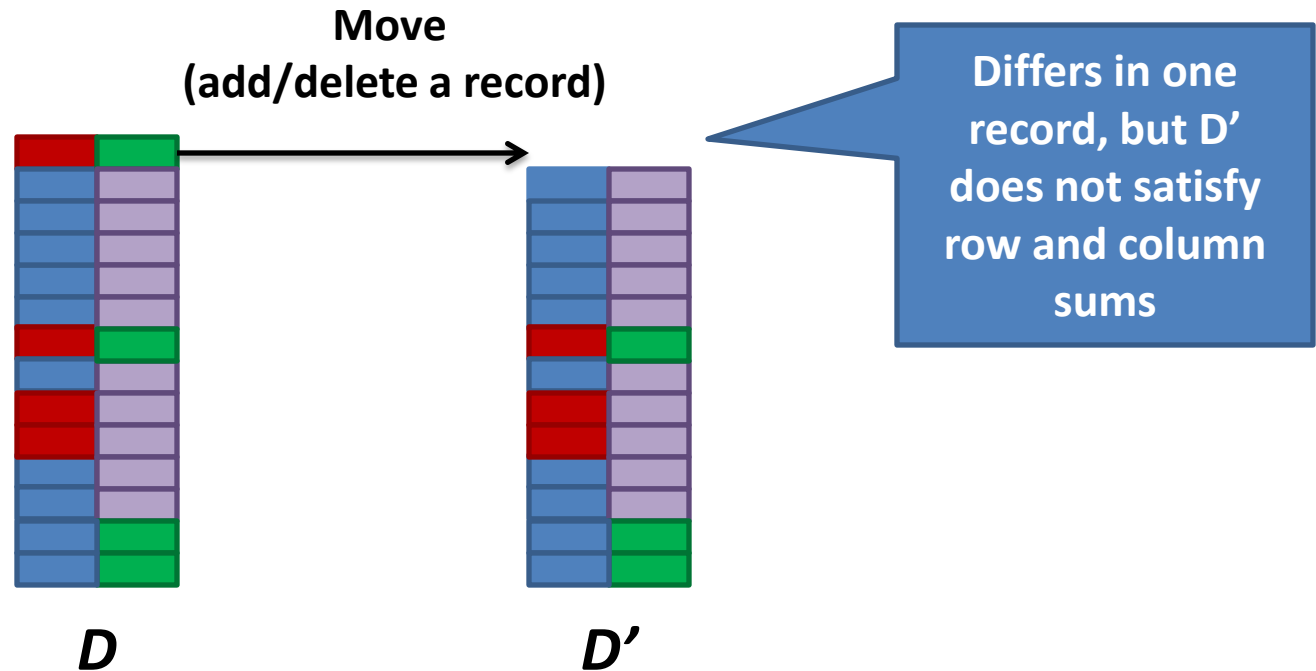 Move
(add/delete a record)
Differs in one
record, but D’
does not satisfy
row and column
sums
D
D’